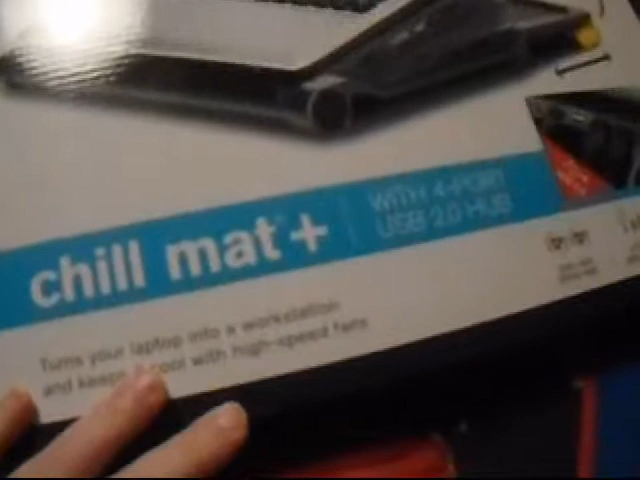 chill mat+
WITH 4-PORT
USB 2.0 HUB
Turns your laptop into a workstation
and keeps it cool with high-speed fans